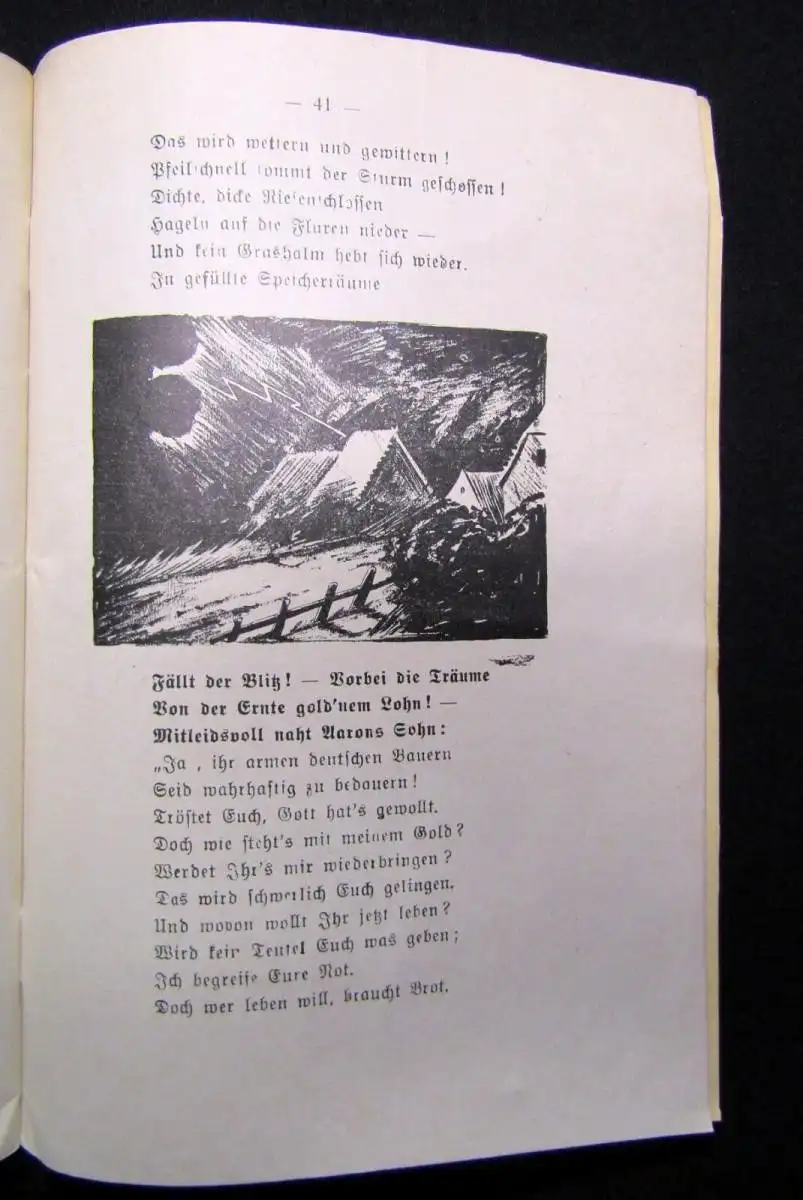 — 41 —
Das wird wettern und gewittern!
Pfeilschnell kommt der Sturm geschossen!
Dichte, dicke Riesenschlossen
Hageln auf die Fluren nieder —
Und kein Grashalm hebt sich wieder.
In gefüllte Speicherräume
Fällt der Blitz! — Vorbei die Träume
Von der Ernte gold'nem Lohn! —
Mitleidsvoll naht Aarons Sohn:
„Ja, ihr armen deutschen Bauern
Seid wahrhaftig zu bedauern!
Tröstet Euch, Gott hat's gewollt.
Doch wie steht's mit meinem Gold?
Werdet Ihr's mir wiederbringen?
Das wird schwerlich Euch gelingen.
Und wovon wollt Ihr jetzt leben?
Wird kein Teufel Euch was geben;
Ich begreife Eure Not.
Doch wer leben will, braucht Brot.